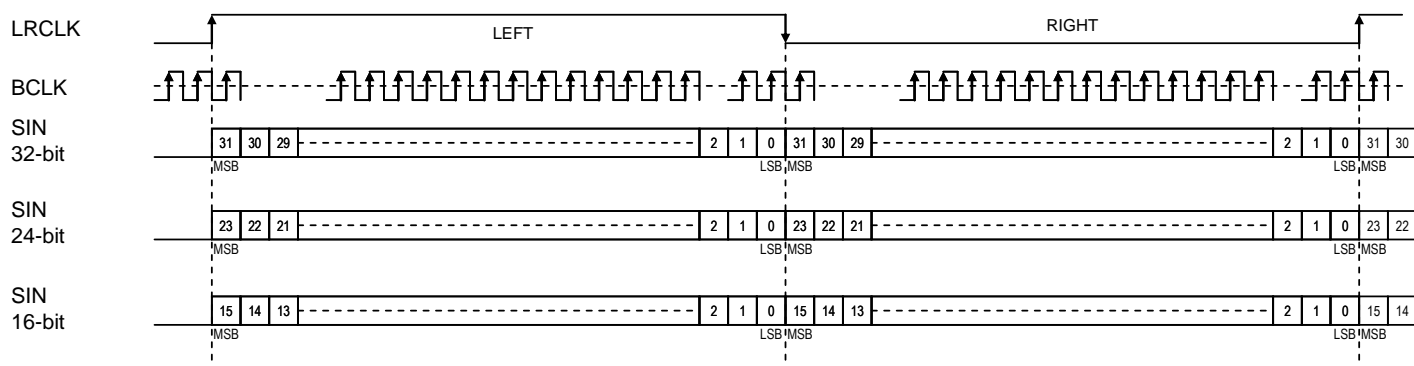 LRCLK
LEFT
RIGHT
BCLK
SIN
32-bit
31 30 29 2 1 0 31 30 29 2 1 0 31 30
MSB LSB MSB LSB MSB
SIN
24-bit
23 22 21 2 1 0 23 22 21 2 1 0 23 22
MSB LSB MSB LSB MSB
SIN
16-bit
15 14 13 2 1 0 15 14 13 2 1 0 15 14
MSB LSB MSB LSB MSB